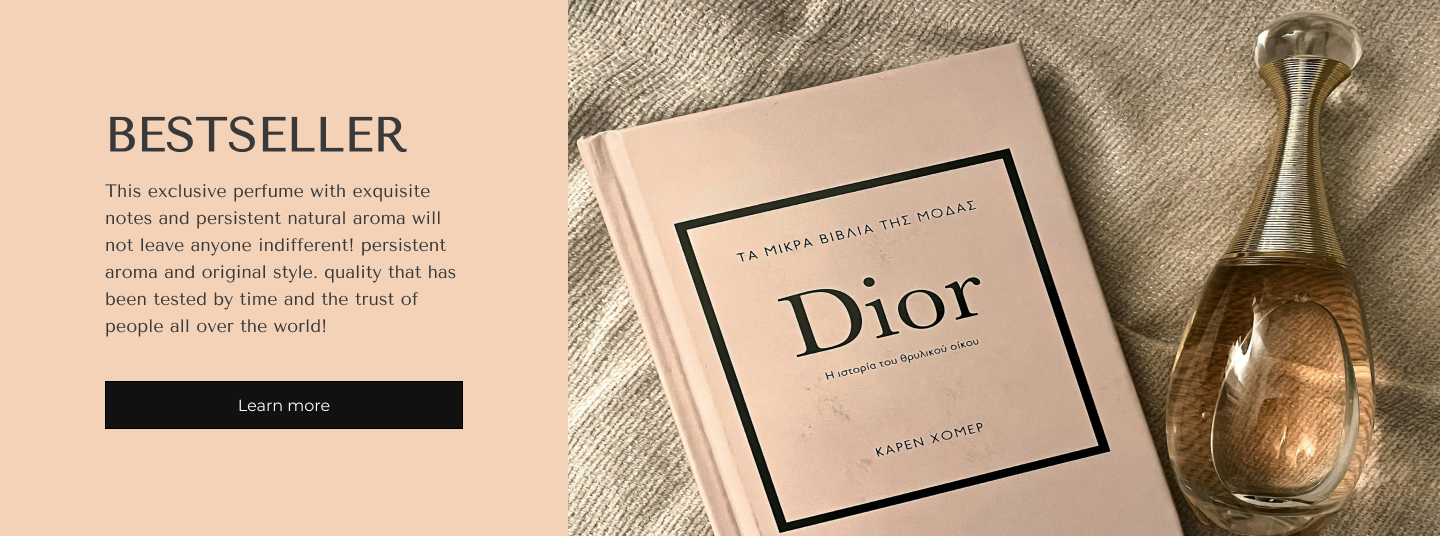 BESTSELLER
This exclusive perfume with exquisite
notes and persistent natural aroma will
not leave anyone indifferent! persistent
aroma and original style. quality that has
been tested by time and the trust of
people all over the world!
Learn more
ΤΑ ΜΙΚΡΑ ΒΙΒΛΙΑ ΤΗΣ ΜΟΔΑΣ
Dior
Η ιστορία του θρυλικού οίκου
ΚΑΡΕΝ ΧΟΜΕΡ